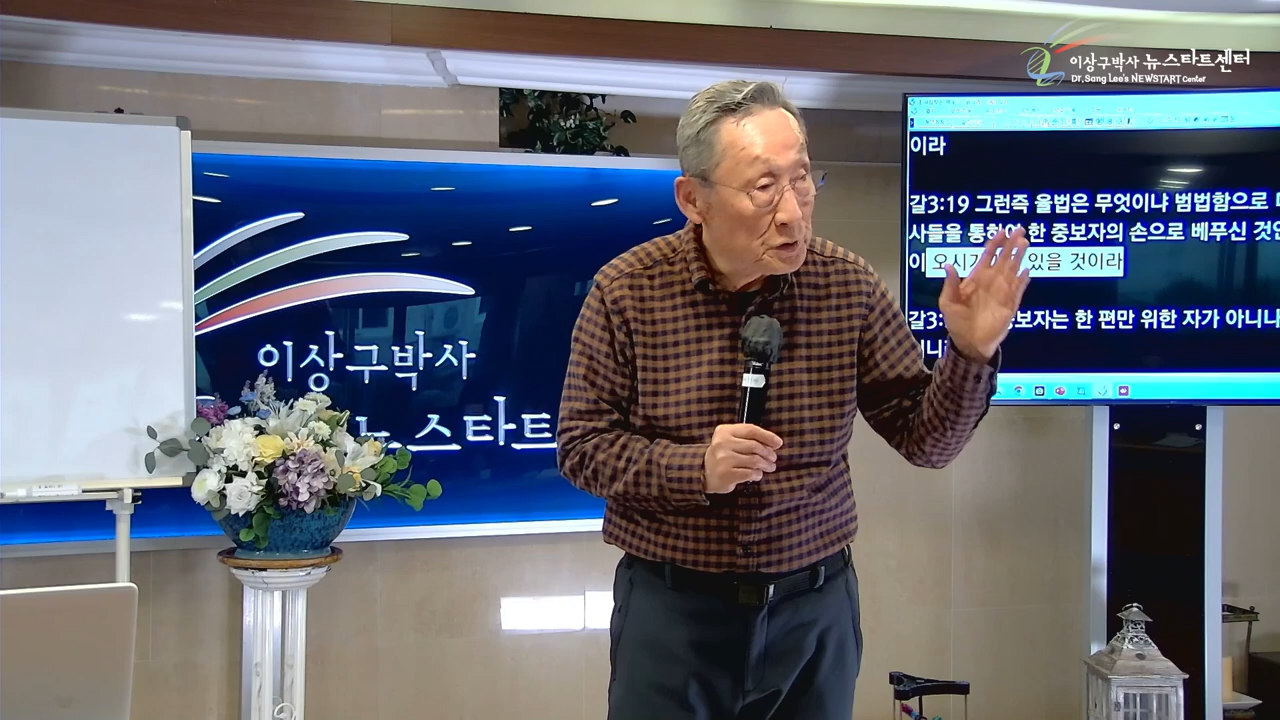 이상구박사 뉴스타트센터
Dr. Sang Lee's NEWSTART Center
이라
갈3:19 그런즉 율법은 무엇이냐 범법함으로
사들을 통하여 한 중보자의 손으로 베푸신 것
이 오시기 있을 것이라
갈3: 보자는 한 편만 위한 자가 아니나
이상구박사
뉴스타트